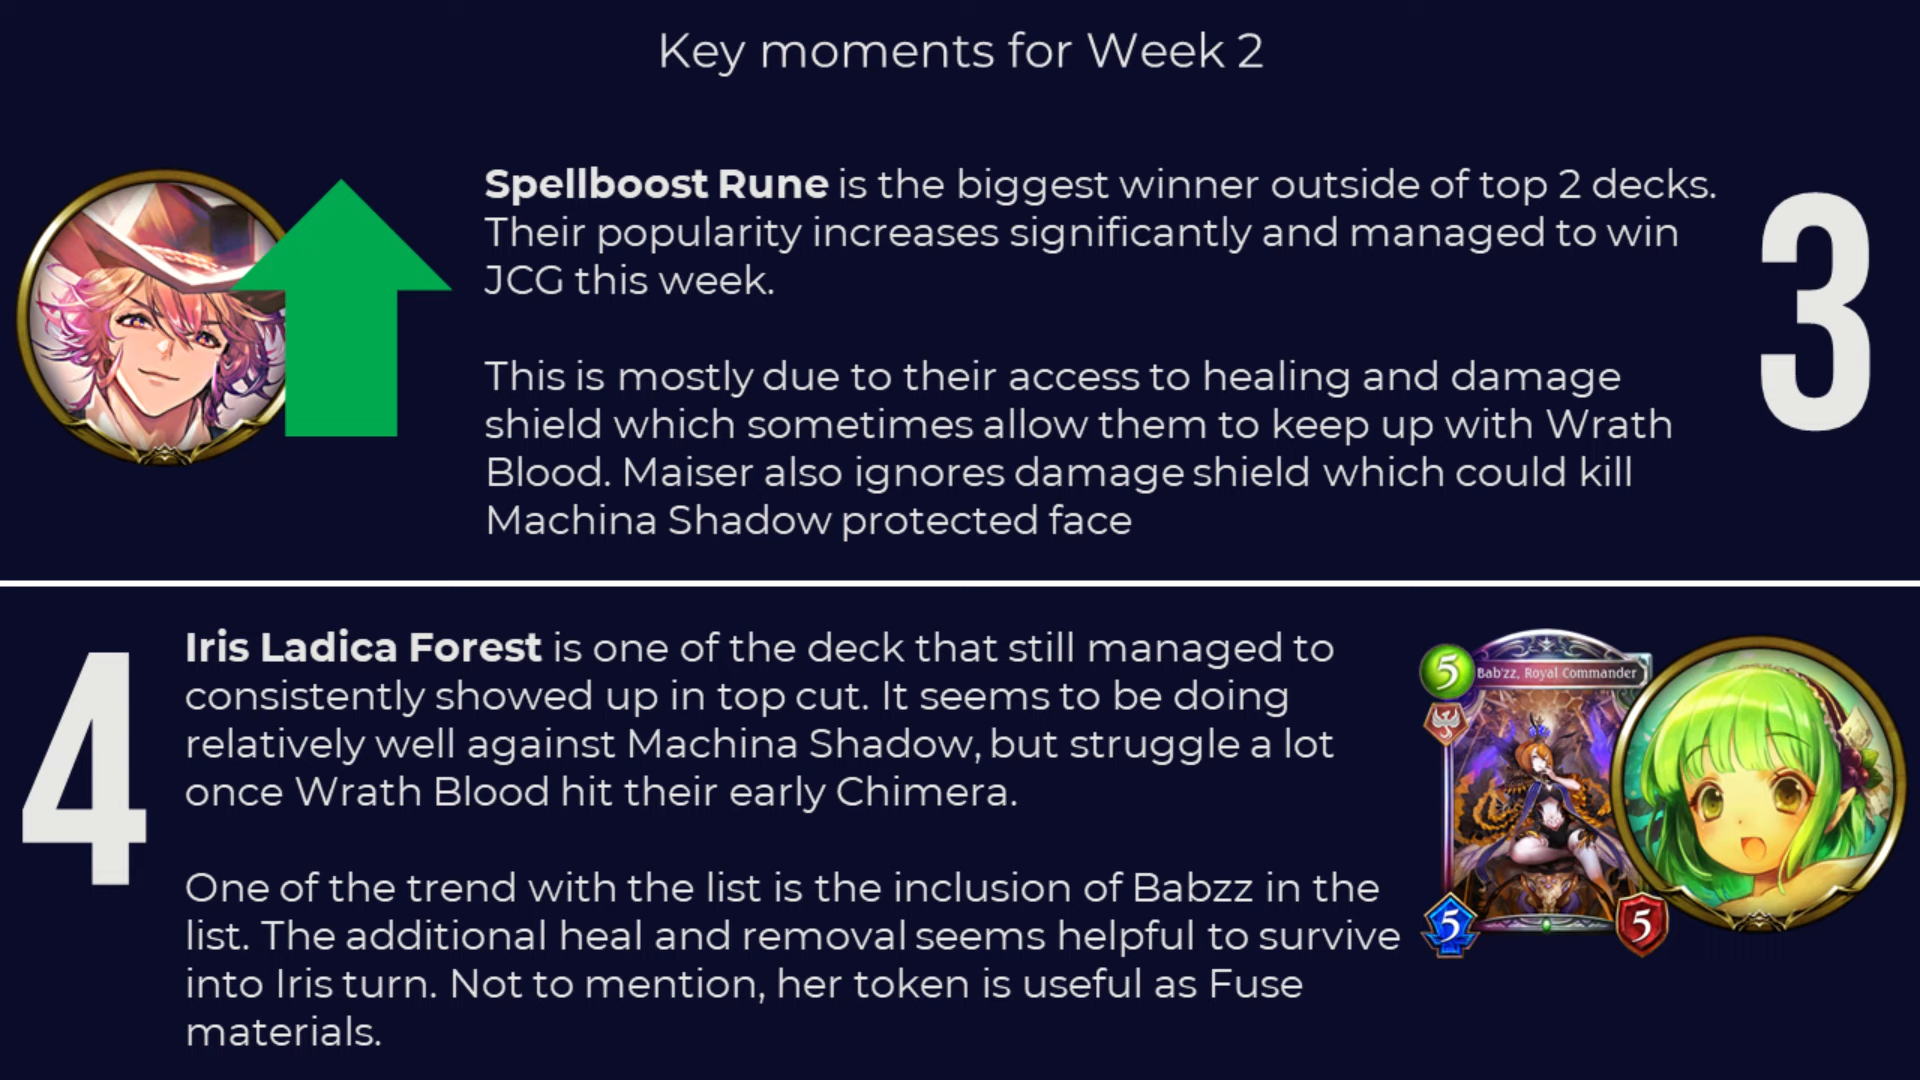 Key moments for Week 2
Spellboost Rune is the biggest winner outside of top 2 decks.
Their popularity increases significantly and managed to win
JCG this week.
This is mostly due to their access to healing and damage
shield which sometimes allow them to keep up with Wrath
Blood. Maiser also ignores damage shield which could kill
Machina Shadow protected face
3
4
Iris Ladica Forest is one of the deck that still managed to
consistently showed up in top cut. It seems to be doing
relatively well against Machina Shadow, but struggle a lot
once Wrath Blood hit their early Chimera.
One of the trend with the list is the inclusion of Babzz in the
list. The additional heal and removal seems helpful to survive
into Iris turn. Not to mention, her token is useful as Fuse
materials.
5
Bab'zz, Royal Commander
5
5